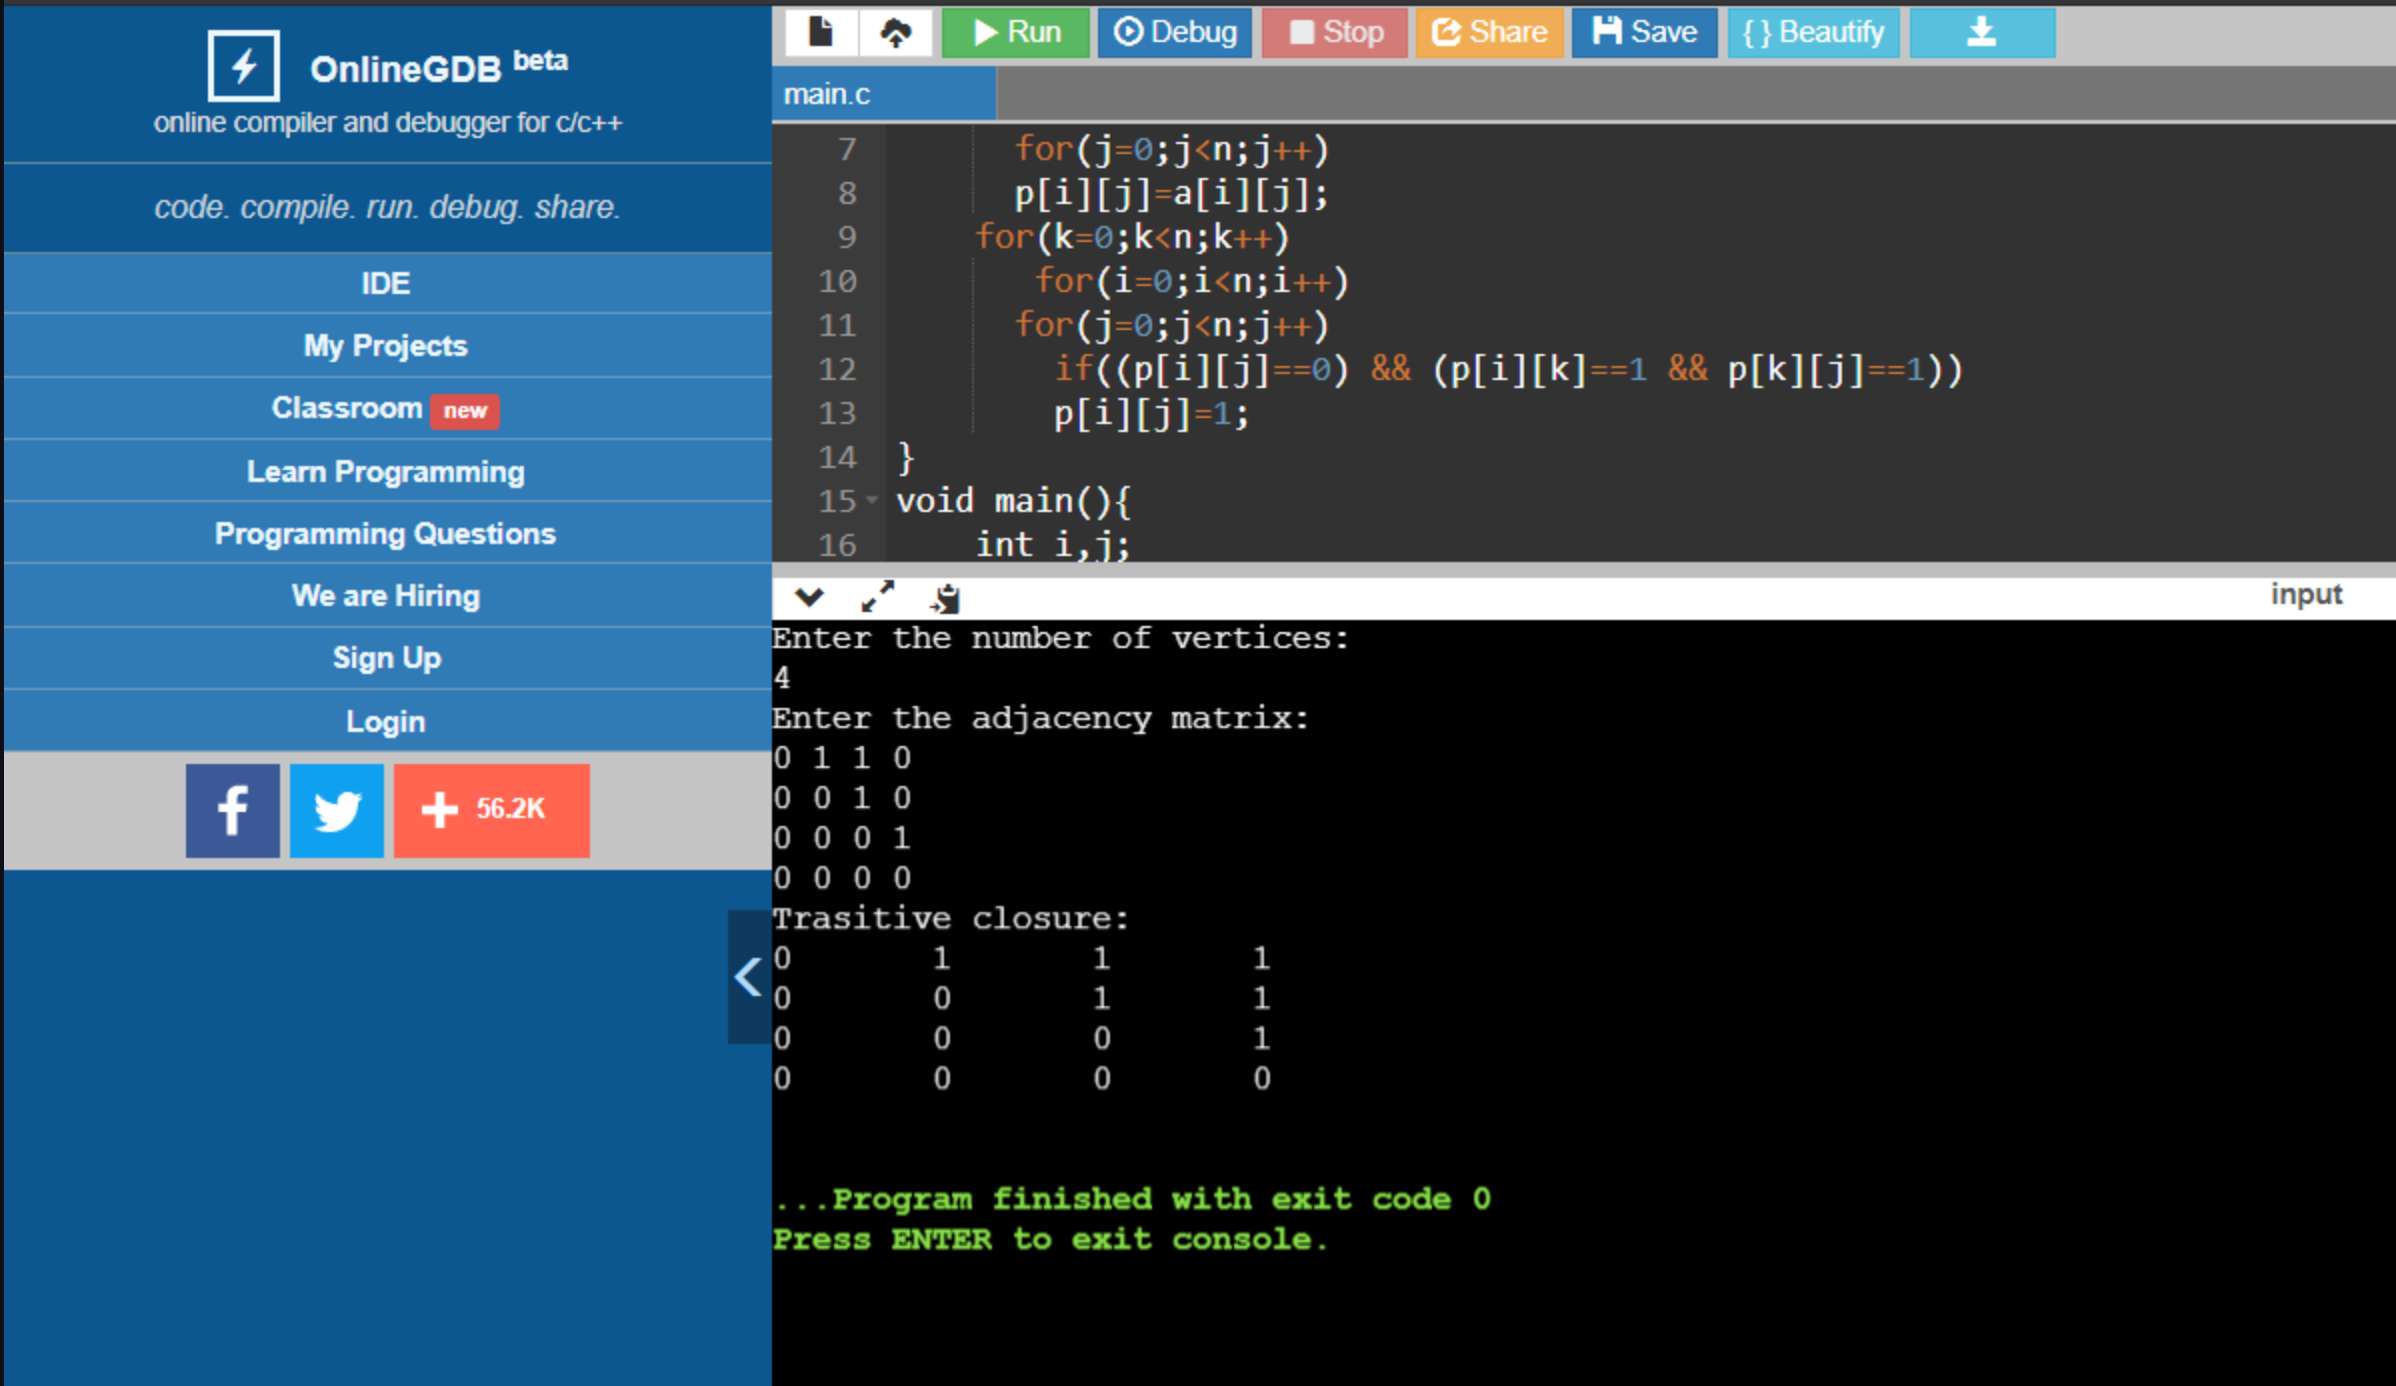 OnlineGDB beta
online compiler and debugger for c/c++
code. compile. run. debug. share.
IDE
My Projects
Classroom new
Learn Programming
Programming Questions
We are Hiring
Sign Up
Login
f
+ 56.2K
Run Debug Stop Share Save { } Beautify
main.c
7 for(j=0;j<n;j++)
8 p[i][j]=a[i][j];
9 for(k=0;k<n;k++)
10 for(i=0;i<n;i++)
11 for(j=0;j<n;j++)
12 if((p[i][j]==0) && (p[i][k]==1 && p[k][j]==1))
13 p[i][j]=1;
14 }
15 void main(){
16 int i,j;
input
Enter the number of vertices:
4
Enter the adjacency matrix:
0 1 1 0
0 0 1 0
0 0 0 1
0 0 0 0
Trasitive closure:
0 1 1 1
0 0 1 1
0 0 0 1
0 0 0 0
...Program finished with exit code 0
Press ENTER to exit console.